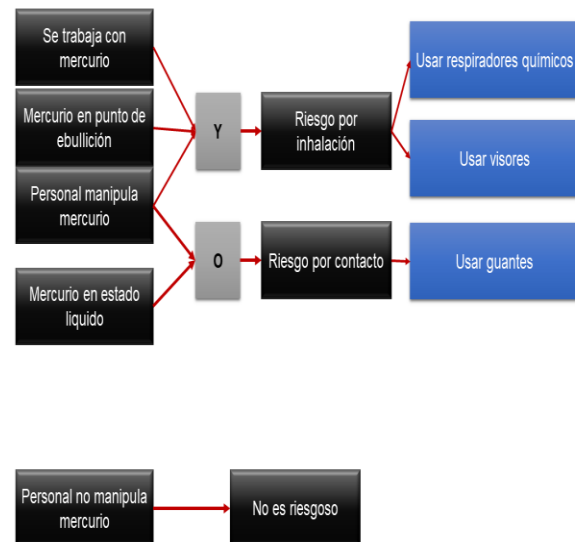 Se trabaja con
mercurio
Mercurio en punto de
ebullición
Personal manipula
mercurio
Mercurio en estado
liquido
Y
O
Riesgo por
inhalación
Riesgo por contacto
Usar respiradores químicos
Usar visores
Usar guantes
Personal no manipula
mercurio
No es riesgoso